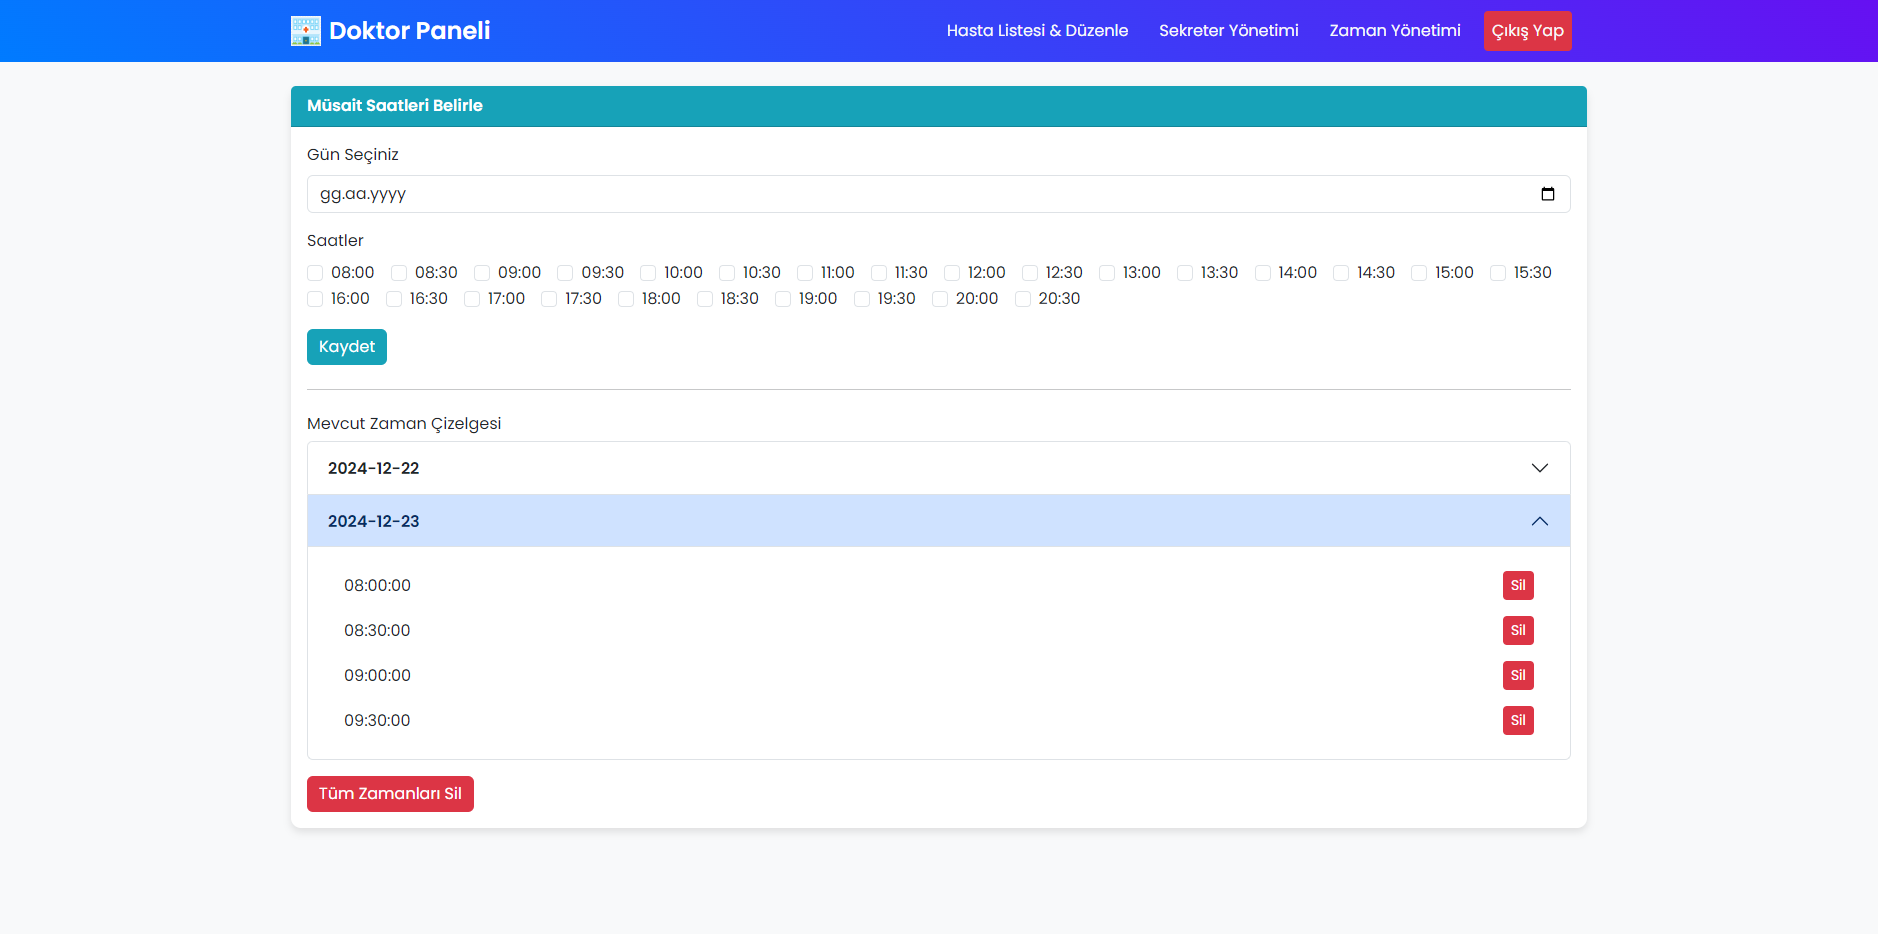 Doktor Paneli
Hasta Listesi & Düzenle Sekreter Yönetimi Zaman Yönetimi Çıkış Yap
Müsait Saatleri Belirle
Gün Seçiniz
gg.aa.yyyy
Saatler
08:00 08:30 09:00 09:30 10:00 10:30 11:00 11:30 12:00 12:30 13:00 13:30 14:00 14:30 15:00 15:30
16:00 16:30 17:00 17:30 18:00 18:30 19:00 19:30 20:00 20:30
Kaydet
Mevcut Zaman Çizelgesi
2024-12-22
2024-12-23
08:00:00 Sil
08:30:00 Sil
09:00:00 Sil
09:30:00 Sil
Tüm Zamanları Sil